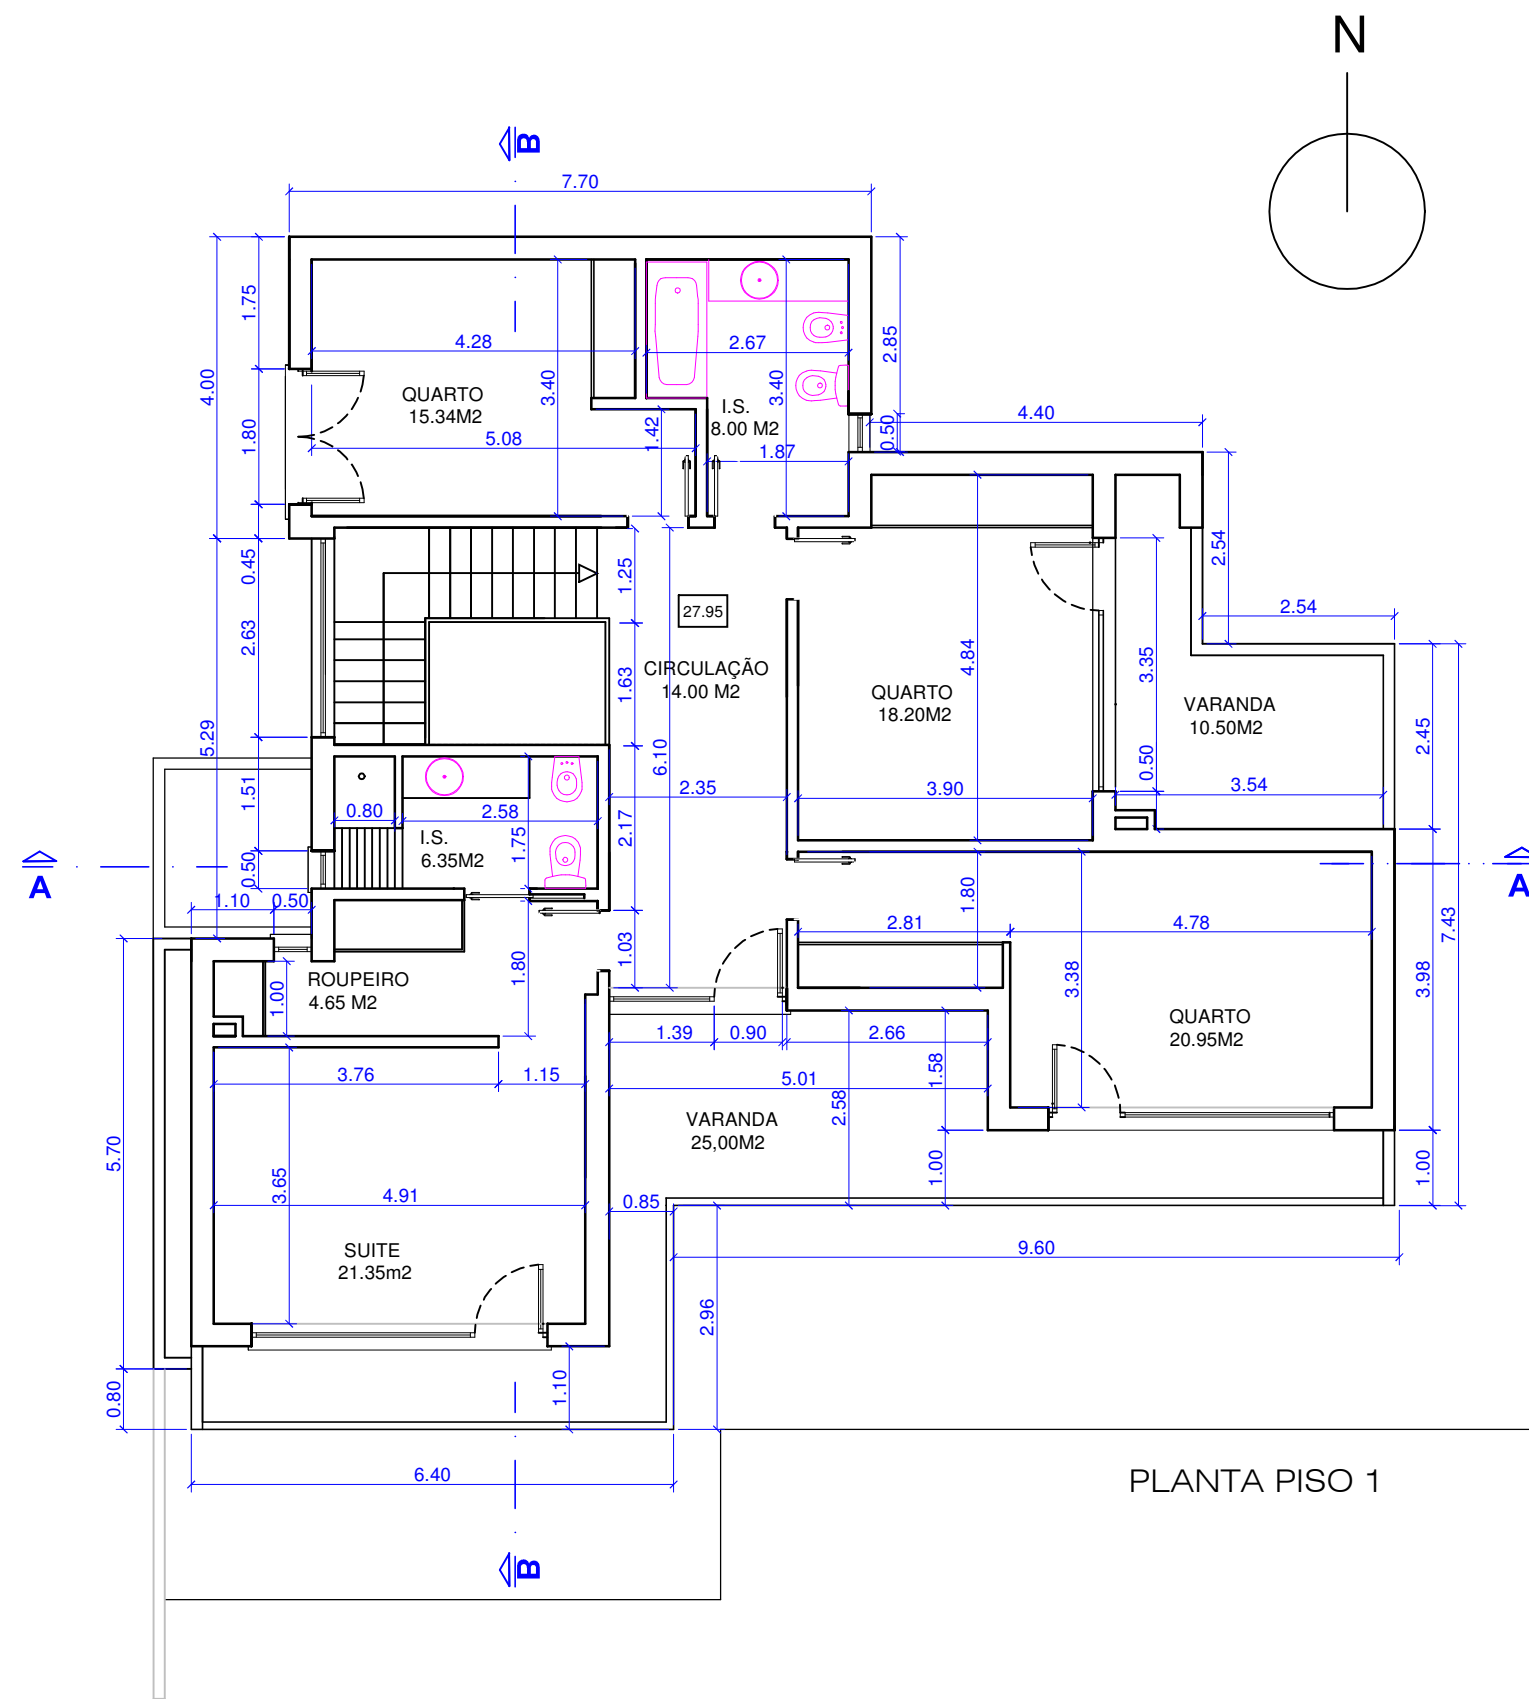 N
B
7.70
1.75
4.00
1.80
4.28
3.40
QUARTO
15.34M2
5.08
1.42
2.67
3.40
I.S.
8.00 M2
1.87
2.85
0.50
4.40
2.54
2.54
0.45
2.63
5.29
1.51
0.50
1.25
1.63
27.95
CIRCULAÇÃO
14.00 M2
6.10
2.35
2.17
1.03
4.84
QUARTO
18.20M2
3.90
3.35
0.50
VARANDA
10.50M2
3.54
2.45
7.43
3.98
1.00
0.80
2.58
I.S.
6.35M2
1.75
A
A
1.10
0.50
ROUPEIRO
4.65 M2
1.00
1.80
2.81
1.80
4.78
3.38
QUARTO
20.95M2
1.39
0.90
2.66
5.01
1.58
2.58
1.00
VARANDA
25,00M2
3.76
1.15
5.70
3.65
4.91
0.85
SUITE
21.35m2
9.60
2.96
1.10
0.80
6.40
PLANTA PISO 1
B